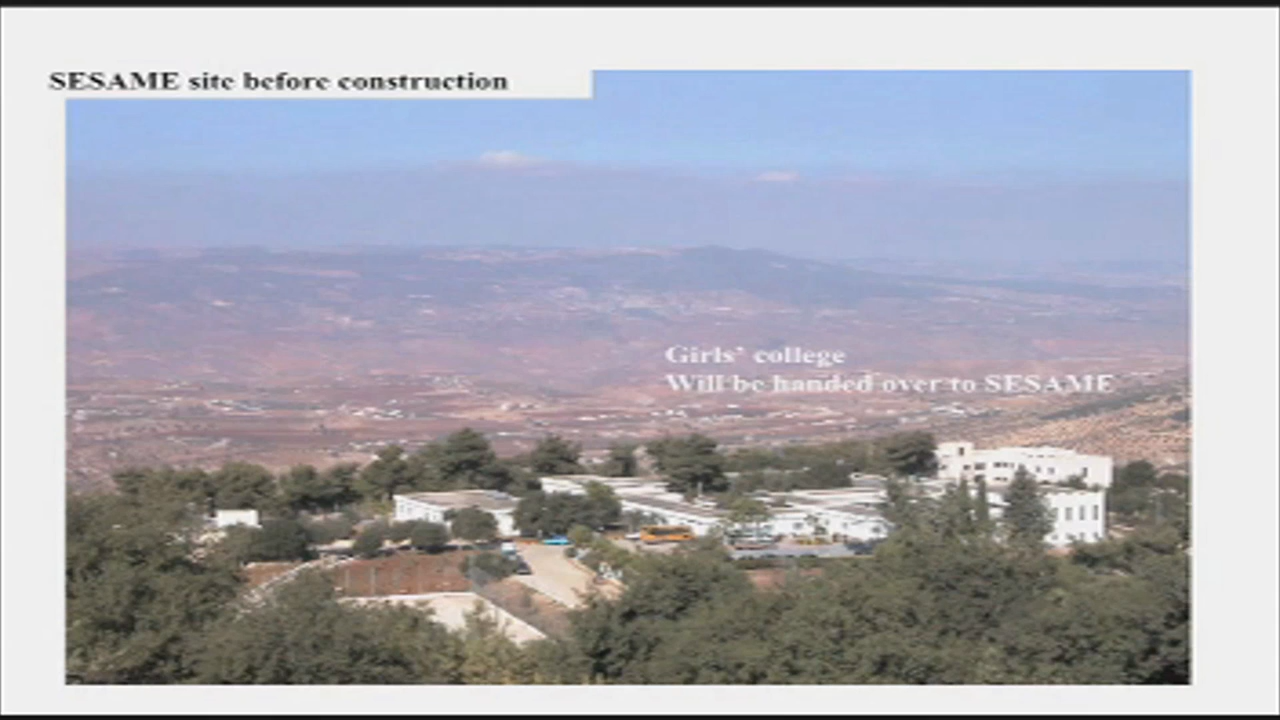 SESAME site before construction
Girls' college
Will be handed over to SESAME